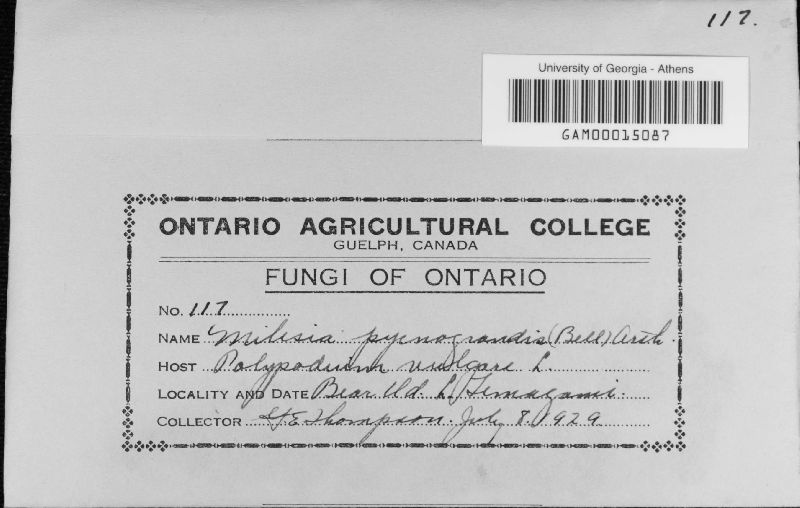 117.
University of Georgia - Athens
GAM00015087
ONTARIO AGRICULTURAL COLLEGE
GUELPH, CANADA
FUNGI OF ONTARIO
No. 117
NAME Milesia pycnograndis (Bell) Arth.
HOST Polypodium vulgare L.
LOCALITY AND DATE Bear Ild. L. Temagami.
COLLECTOR G.E. Thompson. July 8. 1929